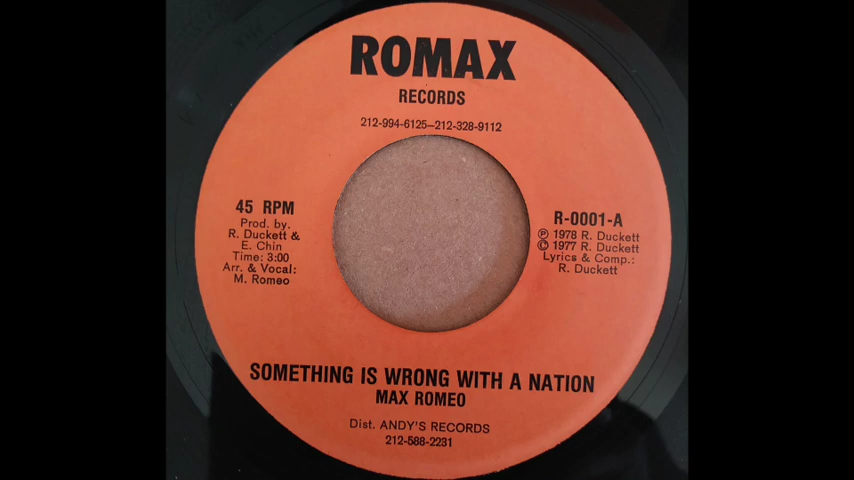 ROMAX
RECORDS
212-994-6125—212-328-9112
45 RPM
Prod. by.
R. Duckett &
E. Chin
Time: 3:00
Arr. & Vocal:
M. Romeo
R-0001-A
Ⓟ 1978 R. Duckett
© 1977 R. Duckett
Lyrics & Comp.:
R. Duckett
SOMETHING IS WRONG WITH A NATION
MAX ROMEO
Dist. ANDY'S RECORDS
212-588-2231